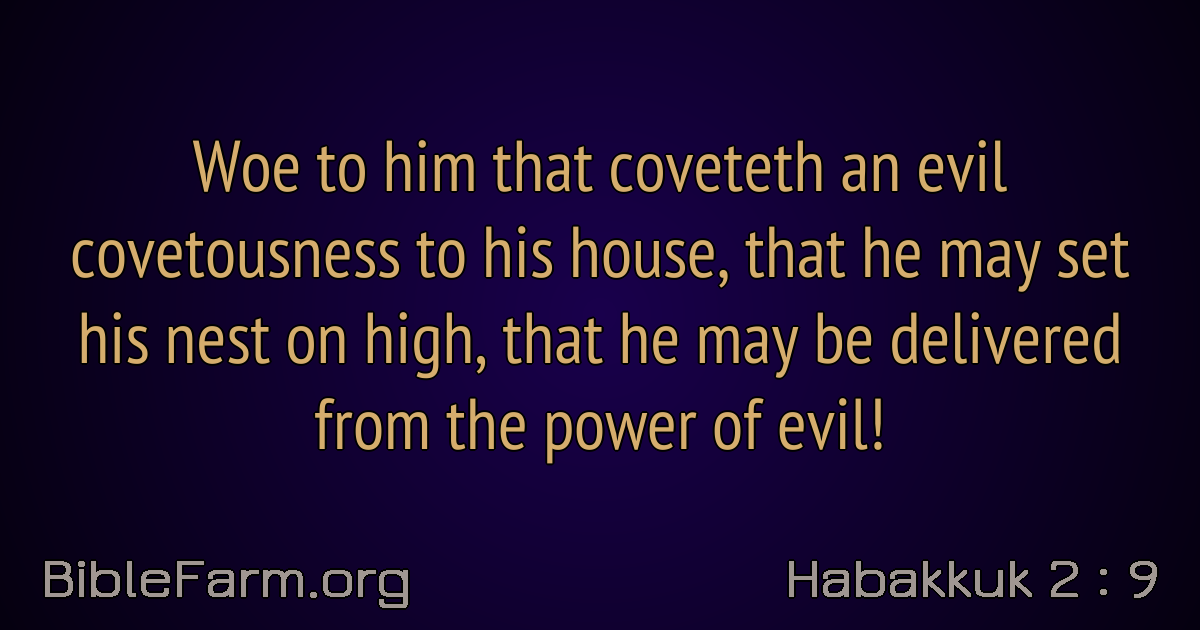 Woe to him that coveteth an evil
covetousness to his house, that he may set
his nest on high, that he may be delivered
from the power of evil!
BibleFarm.org
Habakkuk 2 : 9